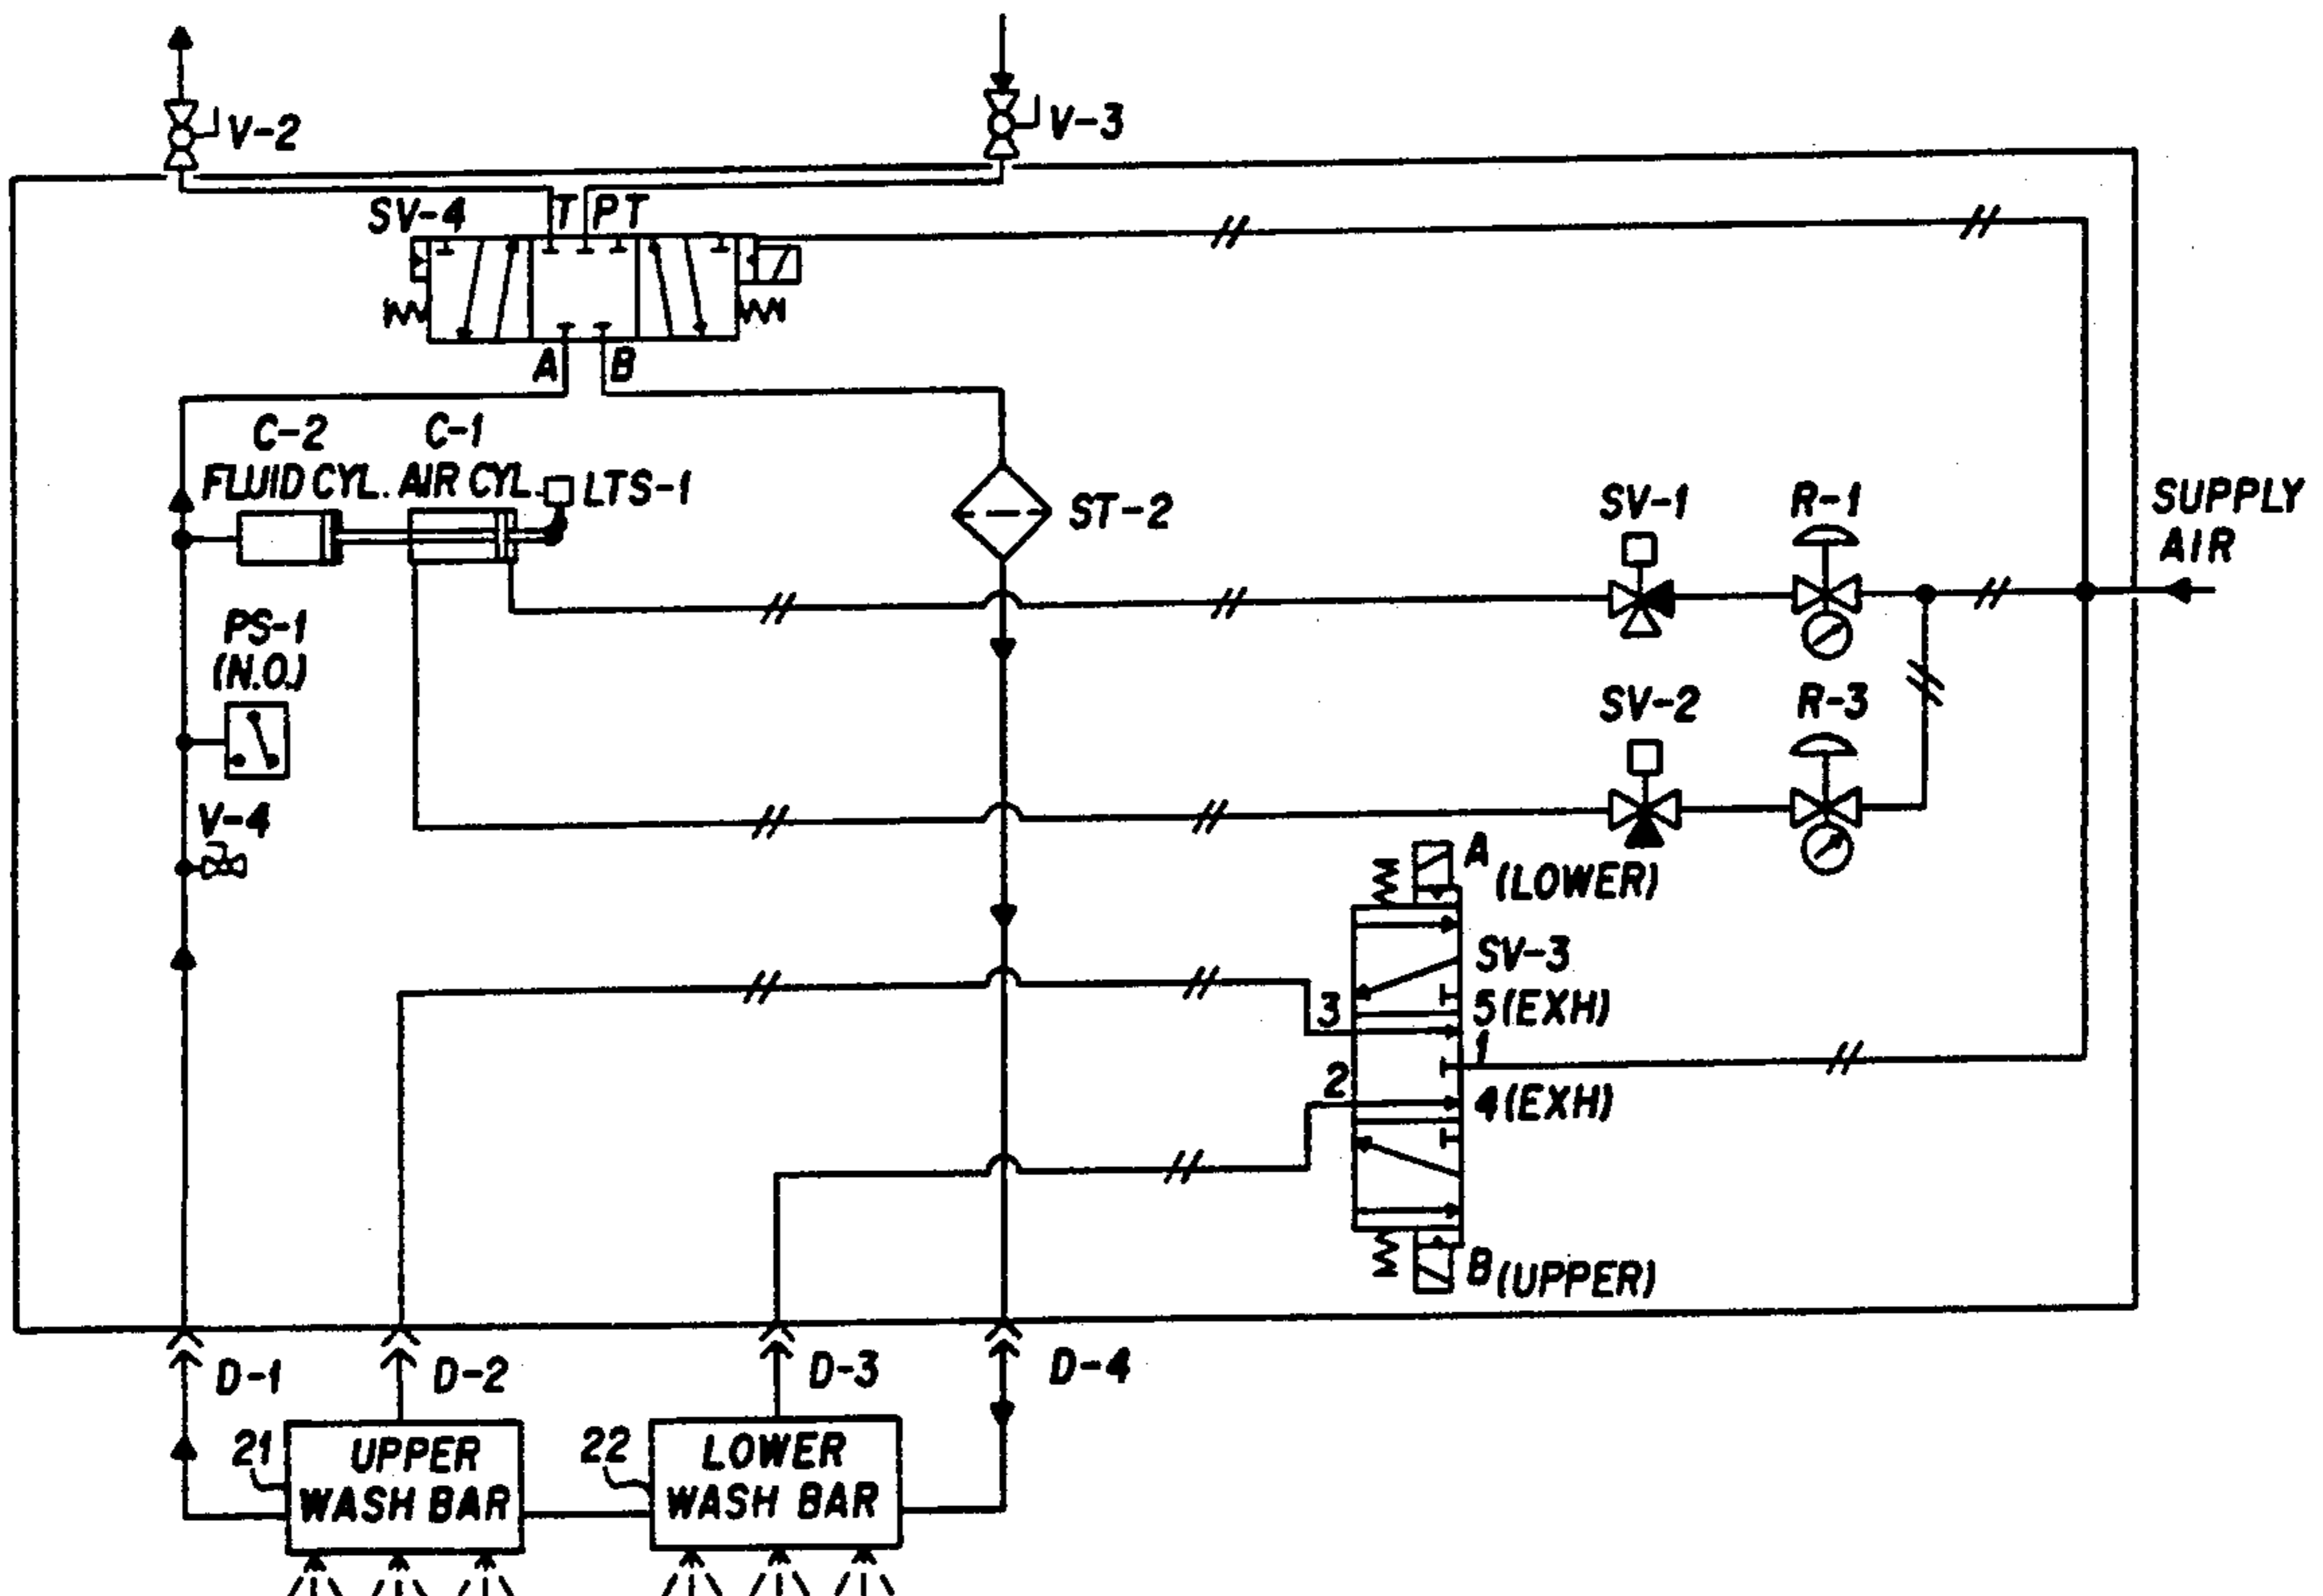 V-2
V-3
SV-4
T
P T
A
B
C-2
FLUID CYL.
C-1
AIR CYL.
LTS-1
ST-2
SV-1
R-1
SUPPLY
AIR
PS-1
(N.O.)
SV-2
R-3
V-4
A
(LOWER)
SV-3
3
5 (EXH)
1
2
4 (EXH)
B
(UPPER)
D-1
D-2
D-3
D-4
21
UPPER
WASH BAR
22
LOWER
WASH BAR